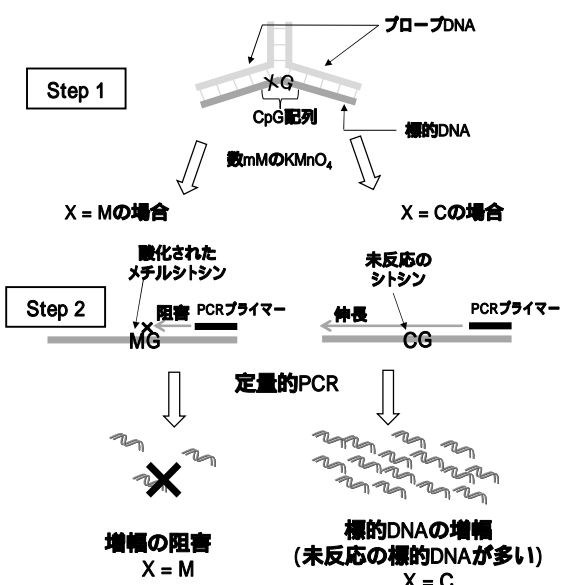 プローブDNA
Step 1
XG
CpG配列
標的DNA
数mMのKMnO4
X = Mの場合
X = Cの場合
酸化された
メチルシトシン
未反応の
シトシン
Step 2
阻害
PCRプライマー
伸長
PCRプライマー
MG
CG
定量的PCR
増幅の阻害
X = M
標的DNAの増幅
(未反応の標的DNAが多い)
X = C